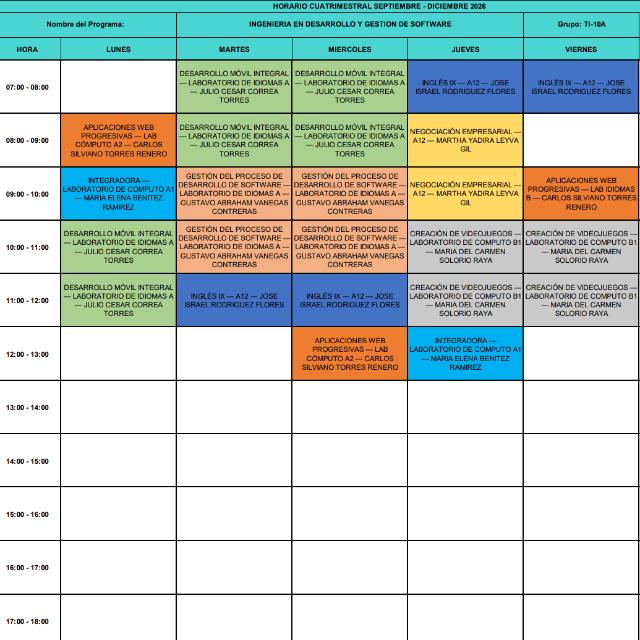 HORARIO CUATRIMESTRAL SEPTIEMBRE - DICIEMBRE 2026
Nombre del Programa:
INGENIERIA EN DESARROLLO Y GESTION DE SOFTWARE
Grupo: TI-10A
HORA
LUNES
MARTES
MIERCOLES
JUEVES
VIERNES
07:00 - 08:00
DESARROLLO MÓVIL INTEGRAL
— LABORATORIO DE IDIOMAS A
— JULIO CESAR CORREA
TORRES
DESARROLLO MÓVIL INTEGRAL
— LABORATORIO DE IDIOMAS A
— JULIO CESAR CORREA
TORRES
INGLÉS IX — A12 — JOSE
ISRAEL RODRIGUEZ FLORES
INGLÉS IX — A12 — JOSE
ISRAEL RODRIGUEZ FLORES
08:00 - 09:00
APLICACIONES WEB
PROGRESIVAS — LAB
CÓMPUTO A2 — CARLOS
SILVIANO TORRES RENERO
DESARROLLO MÓVIL INTEGRAL
— LABORATORIO DE IDIOMAS A
— JULIO CESAR CORREA
TORRES
DESARROLLO MÓVIL INTEGRAL
— LABORATORIO DE IDIOMAS A
— JULIO CESAR CORREA
TORRES
NEGOCIACIÓN EMPRESARIAL —
A12 — MARTHA YADIRA LEYVA
GIL
09:00 - 10:00
INTEGRADORA —
LABORATORIO DE COMPUTO A1
— MARIA ELENA BENITEZ
RAMIREZ
GESTIÓN DEL PROCESO DE
DESARROLLO DE SOFTWARE —
LABORATORIO DE IDIOMAS A —
GUSTAVO ABRAHAM VANEGAS
CONTRERAS
GESTIÓN DEL PROCESO DE
DESARROLLO DE SOFTWARE —
LABORATORIO DE IDIOMAS A —
GUSTAVO ABRAHAM VANEGAS
CONTRERAS
NEGOCIACIÓN EMPRESARIAL —
A12 — MARTHA YADIRA LEYVA
GIL
APLICACIONES WEB
PROGRESIVAS — LAB IDIOMAS
B — CARLOS SILVIANO TORRES
RENERO
10:00 - 11:00
DESARROLLO MÓVIL INTEGRAL
— LABORATORIO DE IDIOMAS A
— JULIO CESAR CORREA
TORRES
GESTIÓN DEL PROCESO DE
DESARROLLO DE SOFTWARE —
LABORATORIO DE IDIOMAS A —
GUSTAVO ABRAHAM VANEGAS
CONTRERAS
GESTIÓN DEL PROCESO DE
DESARROLLO DE SOFTWARE —
LABORATORIO DE IDIOMAS A —
GUSTAVO ABRAHAM VANEGAS
CONTRERAS
CREACIÓN DE VIDEOJUEGOS —
LABORATORIO DE COMPUTO B1
— MARIA DEL CARMEN
SOLORIO RAYA
CREACIÓN DE VIDEOJUEGOS —
LABORATORIO DE COMPUTO B1
— MARIA DEL CARMEN
SOLORIO RAYA
11:00 - 12:00
DESARROLLO MÓVIL INTEGRAL
— LABORATORIO DE IDIOMAS A
— JULIO CESAR CORREA
TORRES
INGLÉS IX — A12 — JOSE
ISRAEL RODRIGUEZ FLORES
INGLÉS IX — A12 — JOSE
ISRAEL RODRIGUEZ FLORES
CREACIÓN DE VIDEOJUEGOS —
LABORATORIO DE COMPUTO B1
— MARIA DEL CARMEN
SOLORIO RAYA
CREACIÓN DE VIDEOJUEGOS —
LABORATORIO DE COMPUTO B1
— MARIA DEL CARMEN
SOLORIO RAYA
12:00 - 13:00
APLICACIONES WEB
PROGRESIVAS — LAB
CÓMPUTO A2 — CARLOS
SILVIANO TORRES RENERO
INTEGRADORA —
LABORATORIO DE COMPUTO A1
— MARIA ELENA BENITEZ
RAMIREZ
13:00 - 14:00
14:00 - 15:00
15:00 - 16:00
16:00 - 17:00
17:00 - 18:00